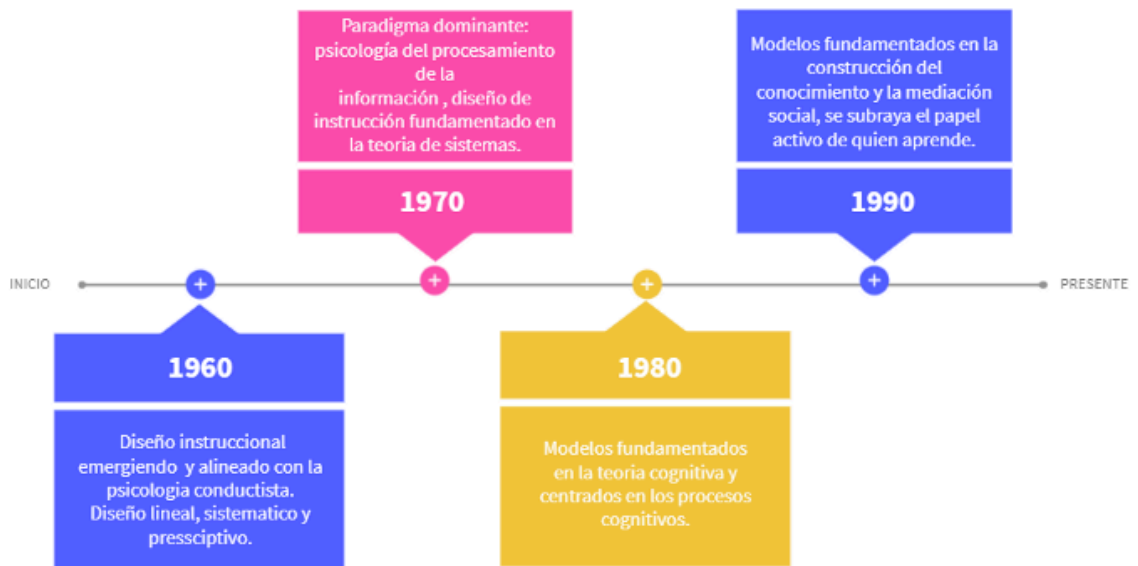 Paradigma dominante:
psicología del procesamiento
de la
información , diseño de
instrucción fundamentado en
la teoria de sistemas.
1970
Modelos fundamentados en la
construcción del
conocimiento y la mediación
social, se subraya el papel
activo de quien aprende.
1990
INICIO
PRESENTE
1960
Diseño instruccional
emergiendo y alineado con la
psicologia conductista.
Diseño lineal, sistematico y
pressciptivo.
1980
Modelos fundamentados
en la teoria cognitiva y
centrados en los procesos
cognitivos.